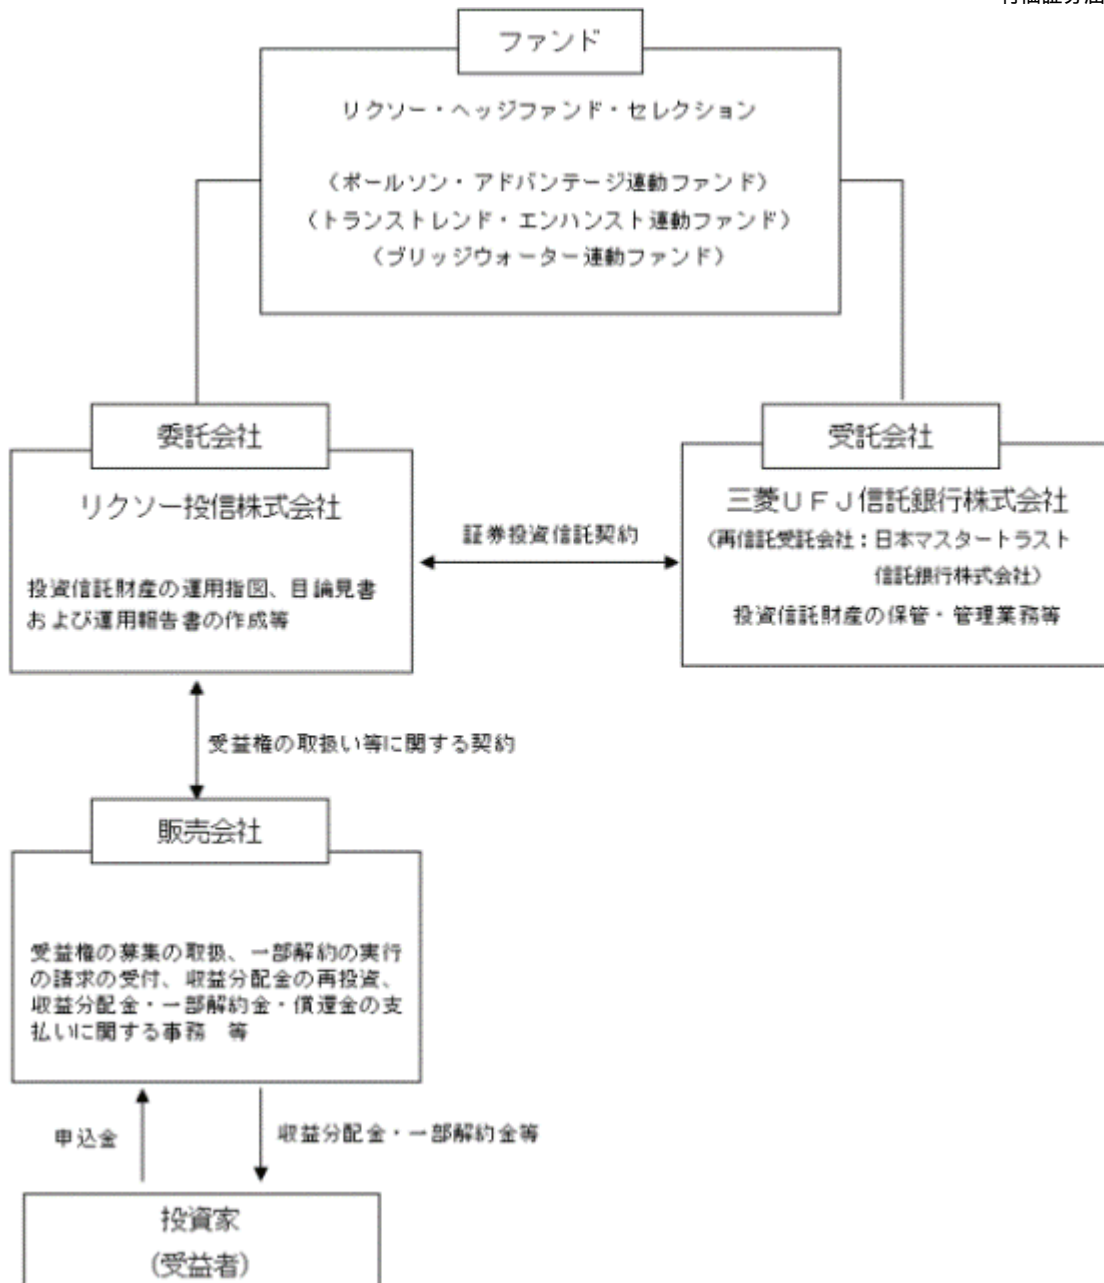 ファンド
リクソー・ヘッジファンド・セレクション
〈ポールソン・アドバンテージ連動ファンド〉
〈トランストレンド・エンハンスト連動ファンド〉
〈ブリッジウォーター連動ファンド〉
委託会社
リクソー投信株式会社
投資信託財産の運用指図、目論見書
および運用報告書の作成等
証券投資信託契約
受託会社
三菱ＵＦＪ信託銀行株式会社
〈再信託受託会社：日本マスタートラスト
信託銀行株式会社〉
投資信託財産の保管・管理業務等
受益権の取扱い等に関する契約
販売会社
受益権の募集の取扱、一部解約の実行
の請求の受付、収益分配金の再投資、
収益分配金・一部解約金・償還金の支
払いに関する事務　等
申込金
収益分配金・一部解約金等
投資家
(受益者)